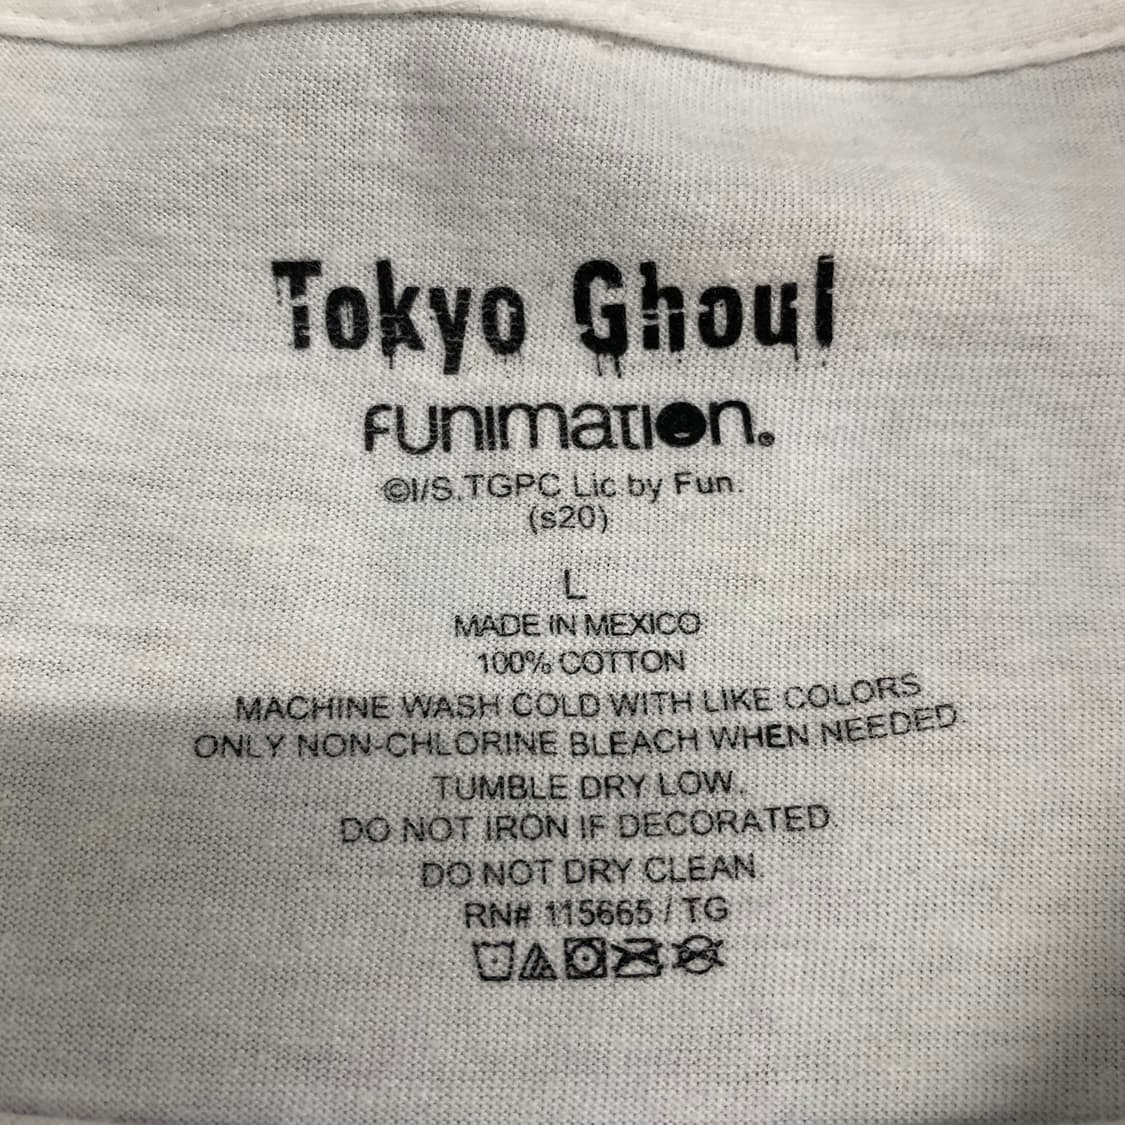 Tokyo Ghoul
FUNIMATION®
©I/S.TGPC Lic by Fun.
(s20)
L
MADE IN MEXICO
100% COTTON
MACHINE WASH COLD WITH LIKE COLORS
ONLY NON-CHLORINE BLEACH WHEN NEEDED.
TUMBLE DRY LOW.
DO NOT IRON IF DECORATED.
DO NOT DRY CLEAN.
RN# 115665 / TG